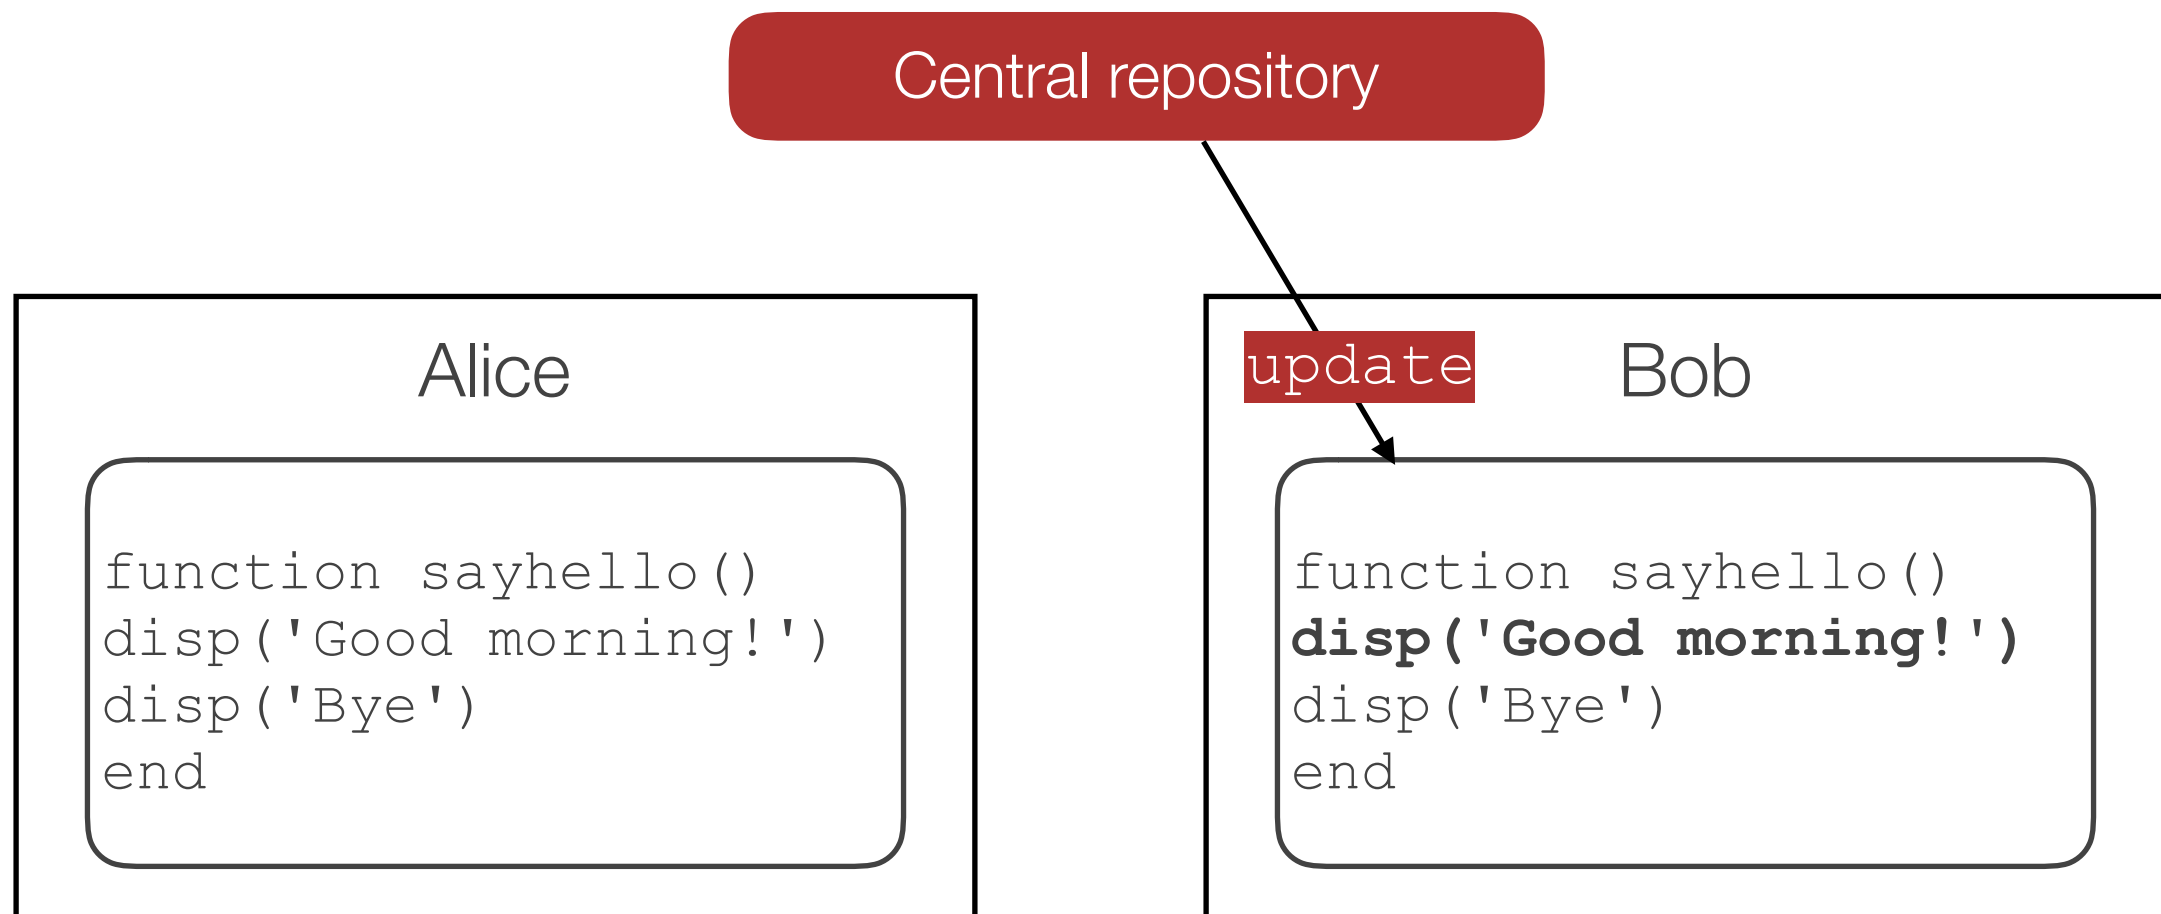 Central repository
Alice
update
Bob
function sayhello()
disp('Good morning!')
disp('Bye')
end
function sayhello()
disp('Good morning!')
disp('Bye')
end